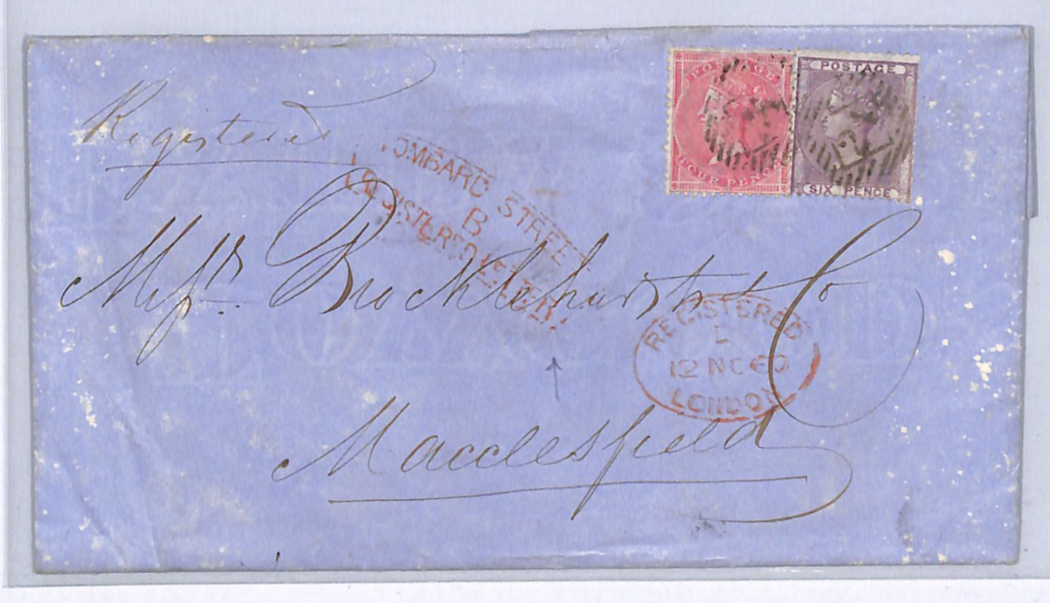 Registered
POSTAGE
FOUR PENCE
POSTAGE
SIX PENCE
LOMBARD STREET
B
REGISTERED LETTER
Messrs. Brocklehurst & Co
REGISTERED
L
12 NO 60
LONDON
Macclesfield